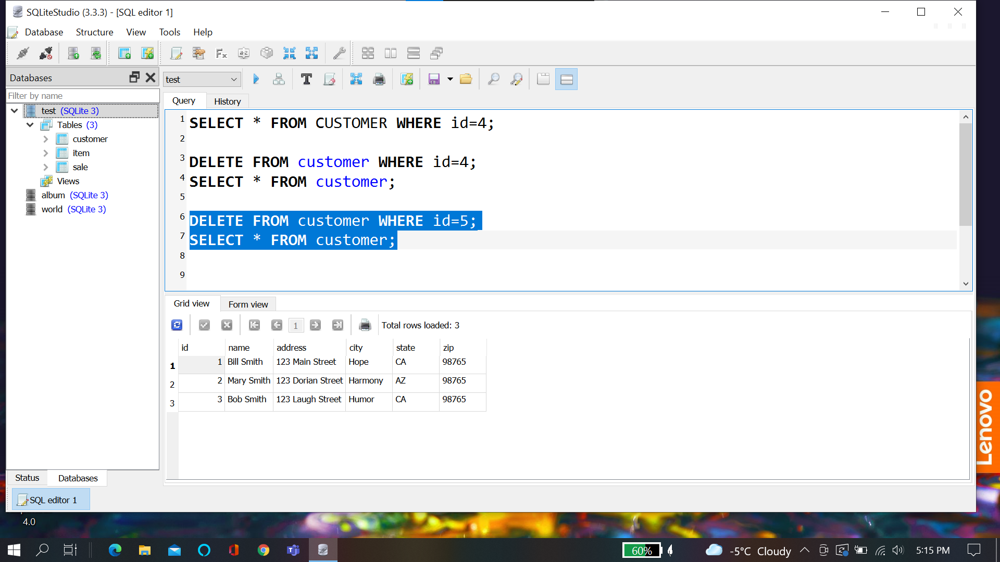 SQLiteStudio (3.3.3) - [SQL editor 1]
Database Structure View Tools Help
Databases
test
Filter by name
Query History
test (SQLite 3)
Tables (3)
customer
item
sale
Views
album (SQLite 3)
world (SQLite 3)
1 SELECT * FROM CUSTOMER WHERE id=4;
2
3 DELETE FROM customer WHERE id=4;
4 SELECT * FROM customer;
5
6 DELETE FROM customer WHERE id=5;
7 SELECT * FROM customer;
8
9
Grid view Form view
1 Total rows loaded: 3
id name address city state zip
1 1 Bill Smith 123 Main Street Hope CA 98765
2 2 Mary Smith 123 Dorian Street Harmony AZ 98765
3 3 Bob Smith 123 Laugh Street Humor CA 98765
Status Databases
SQL editor 1
4.0
Lenovo
60% -5°C Cloudy 5:15 PM